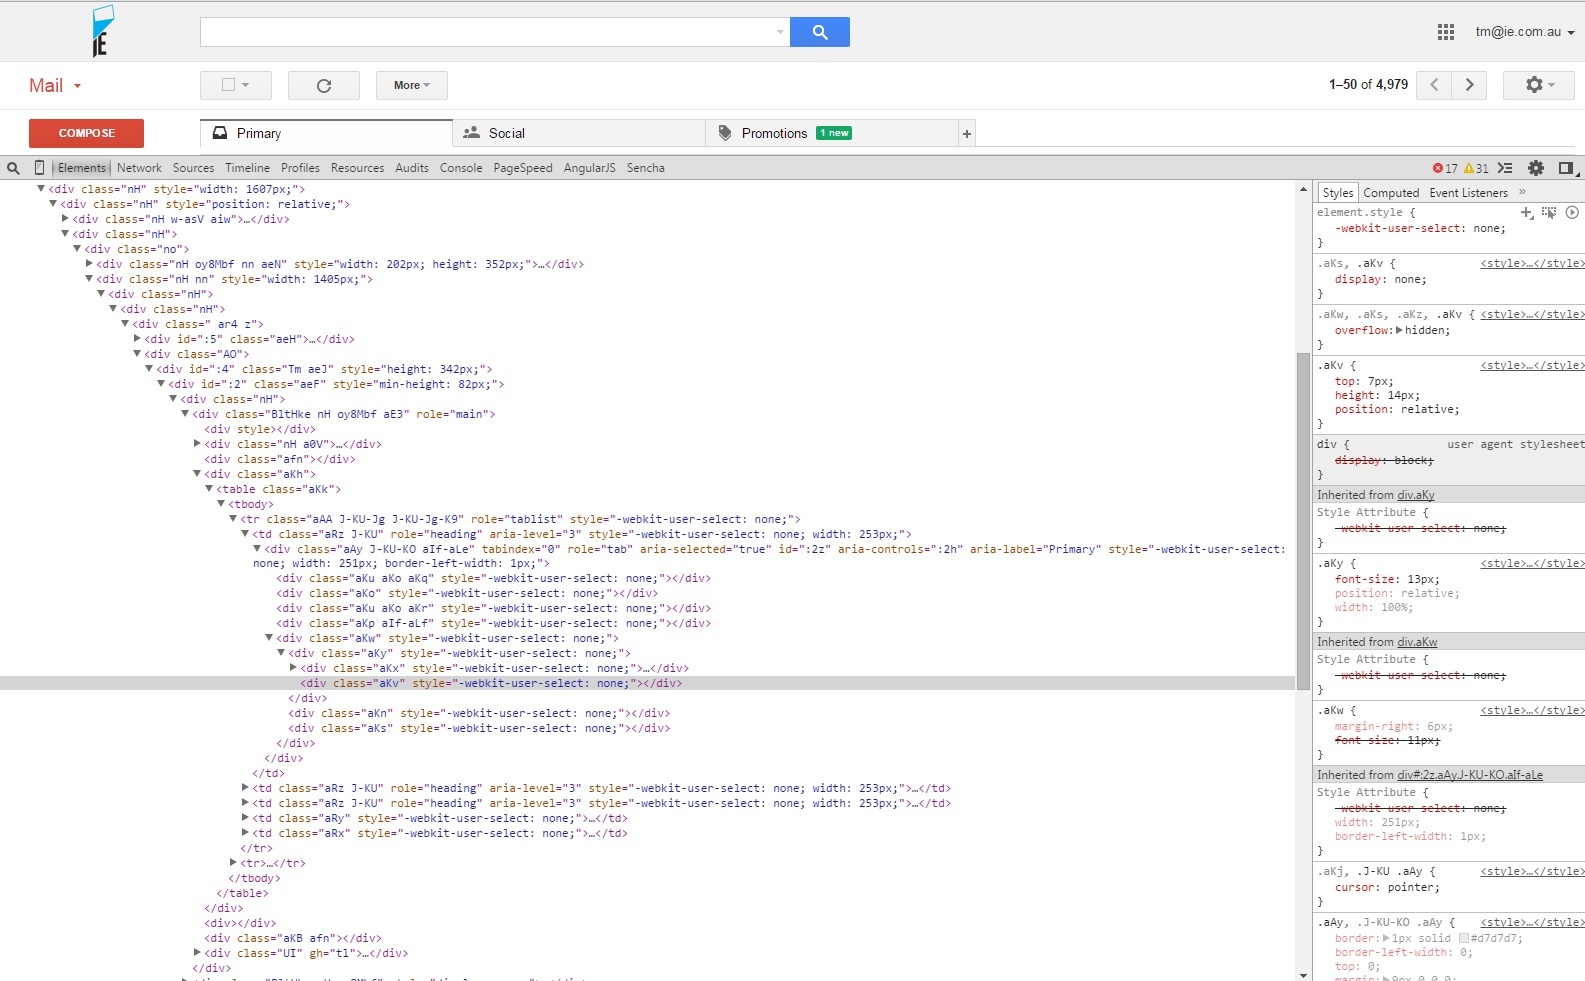 iE
tm@ie.com.au
Mail
More
1–50 of 4,979
COMPOSE
Primary
Social
Promotions 1 new
+
Elements Network Sources Timeline Profiles Resources Audits Console PageSpeed AngularJS Sencha
17 31
<div class="nH" style="width: 1607px;">
<div class="nH" style="position: relative;">
<div class="nH w-asV aiw">…</div>
<div class="nH">
<div class="no">
<div class="nH oy8Mbf nn aeN" style="width: 202px; height: 352px;">…</div>
<div class="nH nn" style="width: 1405px;">
<div class="nH">
<div class="nH">
<div class=" ar4 z">
<div id=":5" class="aeH">…</div>
<div class="AO">
<div id=":4" class="Tm aeJ" style="height: 342px;">
<div id=":2" class="aeF" style="min-height: 82px;">
<div class="nH">
<div class="BltHke nH oy8Mbf aE3" role="main">
<div style></div>
<div class="nH a0V">…</div>
<div class="afn"></div>
<div class="aKh">
<table class="aKk">
<tbody>
<tr class="aAA J-KU-Jg J-KU-Jg-K9" role="tablist" style="-webkit-user-select: none;">
<td class="aRz J-KU" role="heading" aria-level="3" style="-webkit-user-select: none; width: 253px;">
<div class="aAy J-KU-KO aIf-aLe" tabindex="0" role="tab" aria-selected="true" id=":2z" aria-controls=":2h" aria-label="Primary" style="-webkit-user-select:
none; width: 251px; border-left-width: 1px;">
<div class="aKu aKo aKq" style="-webkit-user-select: none;"></div>
<div class="aKo" style="-webkit-user-select: none;"></div>
<div class="aKu aKo aKr" style="-webkit-user-select: none;"></div>
<div class="aKp aIf-aLf" style="-webkit-user-select: none;"></div>
<div class="aKw" style="-webkit-user-select: none;">
<div class="aKy" style="-webkit-user-select: none;">
<div class="aKx" style="-webkit-user-select: none;">…</div>
<div class="aKv" style="-webkit-user-select: none;"></div>
</div>
<div class="aKn" style="-webkit-user-select: none;"></div>
<div class="aKs" style="-webkit-user-select: none;"></div>
</div>
</div>
</td>
<td class="aRz J-KU" role="heading" aria-level="3" style="-webkit-user-select: none; width: 253px;">…</td>
<td class="aRz J-KU" role="heading" aria-level="3" style="-webkit-user-select: none; width: 253px;">…</td>
<td class="aRy" style="-webkit-user-select: none;">…</td>
<td class="aRx" style="-webkit-user-select: none;">…</td>
</tr>
<tr>…</tr>
</tbody>
</table>
</div>
<div></div>
<div class="aKB afn"></div>
<div class="UI" gh="tl">…</div>
</div>
Styles Computed Event Listeners »
element.style {
-webkit-user-select: none;
}
.aKs, .aKv { <style>…</style>
display: none;
}
.aKw, .aKs, .aKz, .aKv { <style>…</style>
overflow: hidden;
}
.aKv { <style>…</style>
top: 7px;
height: 14px;
position: relative;
}
div { user agent stylesheet
display: block;
}
Inherited from div.aKy
Style Attribute {
-webkit-user-select: none;
}
.aKy { <style>…</style>
font-size: 13px;
position: relative;
width: 100%;
}
Inherited from div.aKw
Style Attribute {
-webkit-user-select: none;
}
.aKw { <style>…</style>
margin-right: 6px;
font-size: 11px;
}
Inherited from div#:2z.aAy.J-KU-KO.aIf-aLe
Style Attribute {
-webkit-user-select: none;
width: 251px;
border-left-width: 1px;
}
.aKj, .J-KU .aAy { <style>…</style>
cursor: pointer;
}
.aAy, .J-KU-KO .aAy { <style>…</style>
border: 1px solid #d7d7d7;
border-left-width: 0;
top: 0;
margin: 9px 0 0 0;